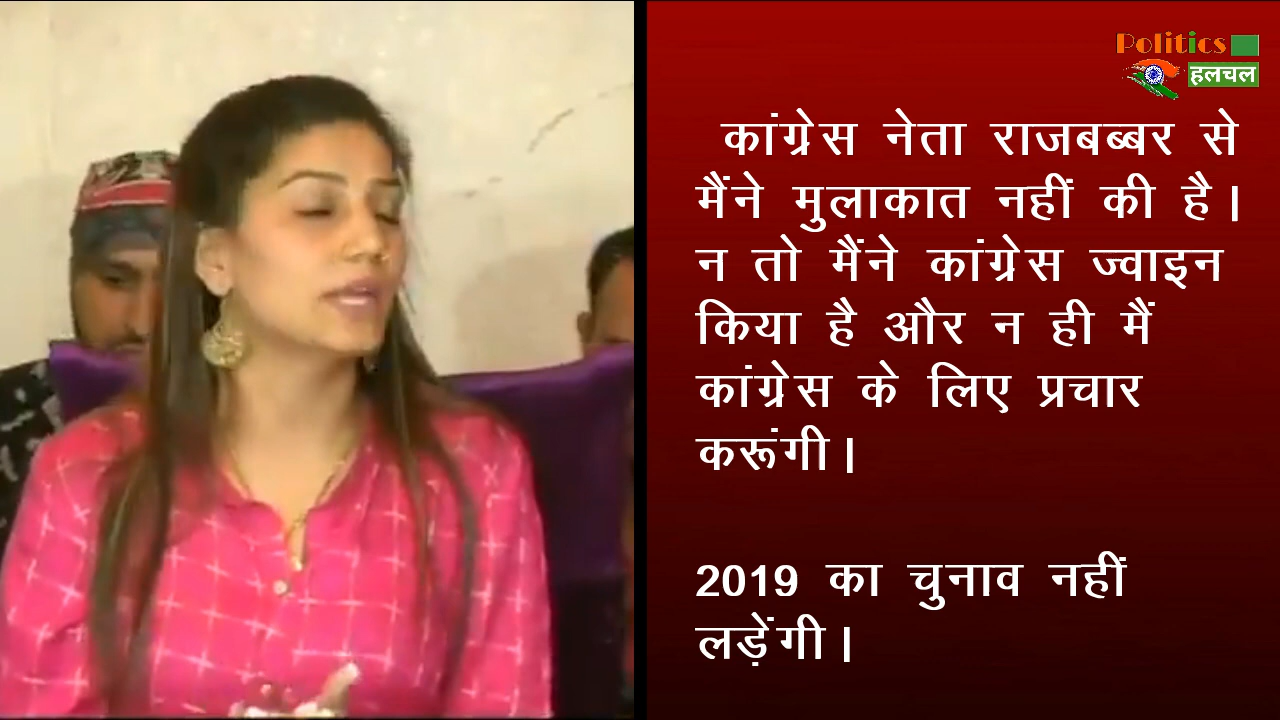 Politics
हलचल
कांग्रेस नेता राजबब्बर से
मैंने मुलाकात नहीं की है।
न तो मैंने कांग्रेस ज्वाइन
किया है और न ही मैं
कांग्रेस के लिए प्रचार
करूंगी।
2019 का चुनाव नहीं
लड़ेंगी।